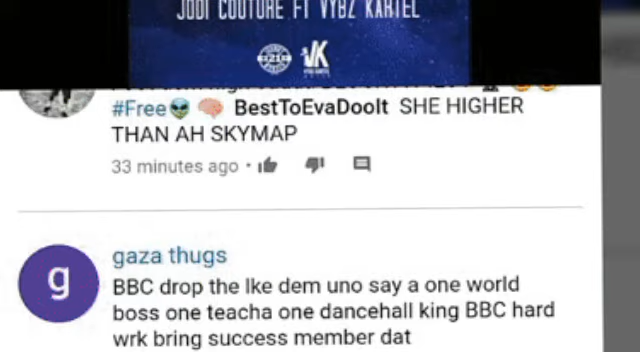 JODI COUTURE FT VYBZ KARTEL
VK
#Free👽 🧠 BestToEvaDoIt SHE HIGHER
THAN AH SKYMAP
33 minutes ago •
g
gaza thugs
BBC drop the lke dem uno say a one world
boss one teacha one dancehall king BBC hard
wrk bring success member dat